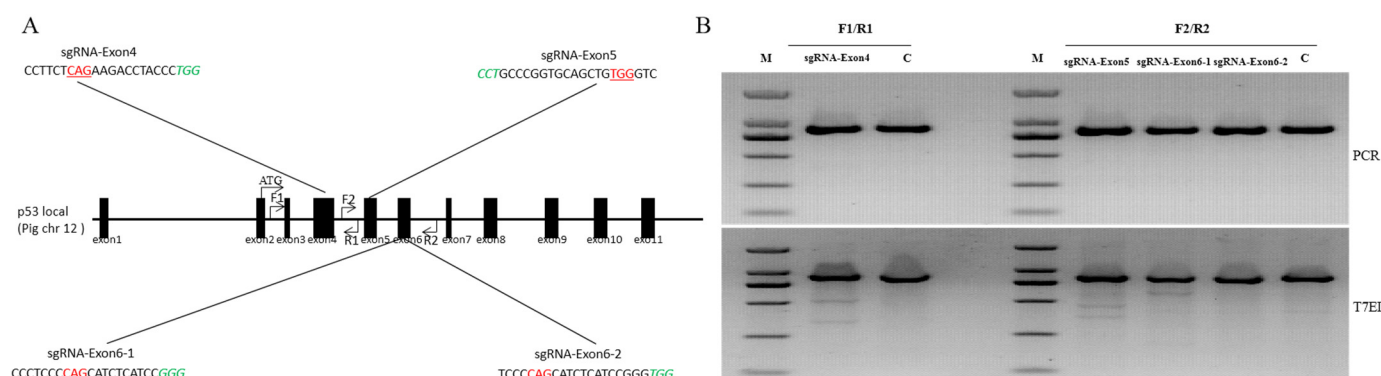 A
sgRNA-Exon4
CCTTCTCAGAAGACCTACCCTGG
sgRNA-Exon5
CCTGCCCGGTGCAGCTGTGGGTC
ATG
F1
F2
p53 local
(Pig chr 12 )
R1
R2
exon1
exon2
exon3
exon4
exon5
exon6
exon7
exon8
exon9
exon10
exon11
sgRNA-Exon6-1
CCCTCCCCAGCATCTCATCCGGG
sgRNA-Exon6-2
TCCCCAGCATCTCATCCGGGTGG
B
F1/R1
F2/R2
M
sgRNA-Exon4
C
M
sgRNA-Exon5
sgRNA-Exon6-1
sgRNA-Exon6-2
C
PCR
T7EI